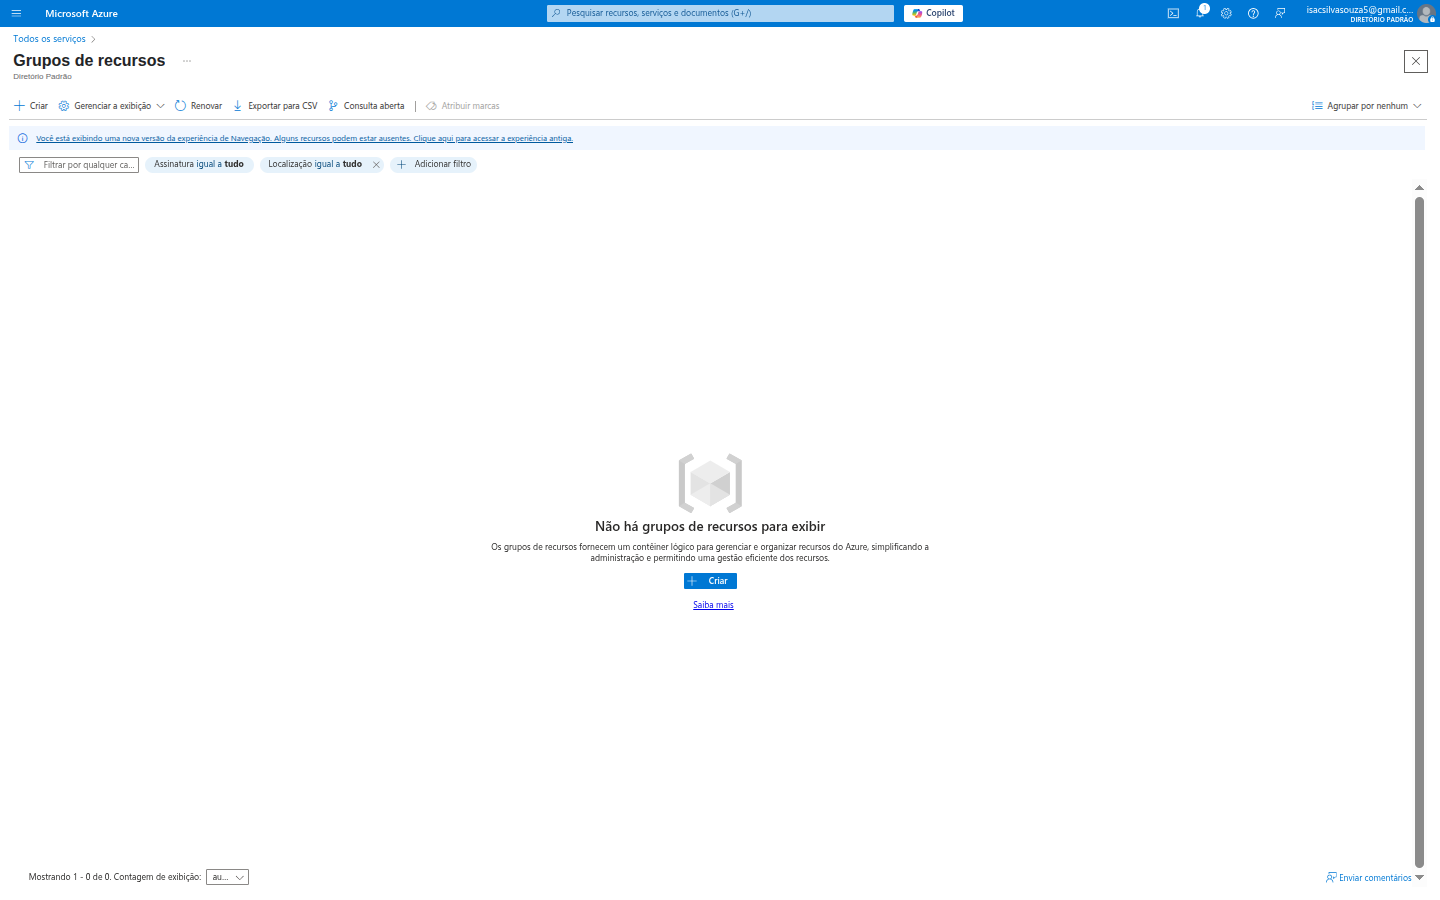 Microsoft Azure
Pesquisar recursos, serviços e documentos (G+/)
Copilot
1
isacsilvasouza5@gmail.c...
DIRETÓRIO PADRÃO
Todos os serviços
Grupos de recursos
...
Diretório Padrão
Criar
Gerenciar a exibição
Renovar
Exportar para CSV
Consulta aberta
Atribuir marcas
Agrupar por nenhum
Você está exibindo uma nova versão da experiência de Navegação. Alguns recursos podem estar ausentes. Clique aqui para acessar a experiência antiga.
Filtrar por qualquer ca...
Assinatura igual a tudo
Localização igual a tudo
Adicionar filtro
Não há grupos de recursos para exibir
Os grupos de recursos fornecem um contêiner lógico para gerenciar e organizar recursos do Azure, simplificando a
administração e permitindo uma gestão eficiente dos recursos.
Criar
Saiba mais
Mostrando 1 - 0 de 0. Contagem de exibição:
au...
Enviar comentários